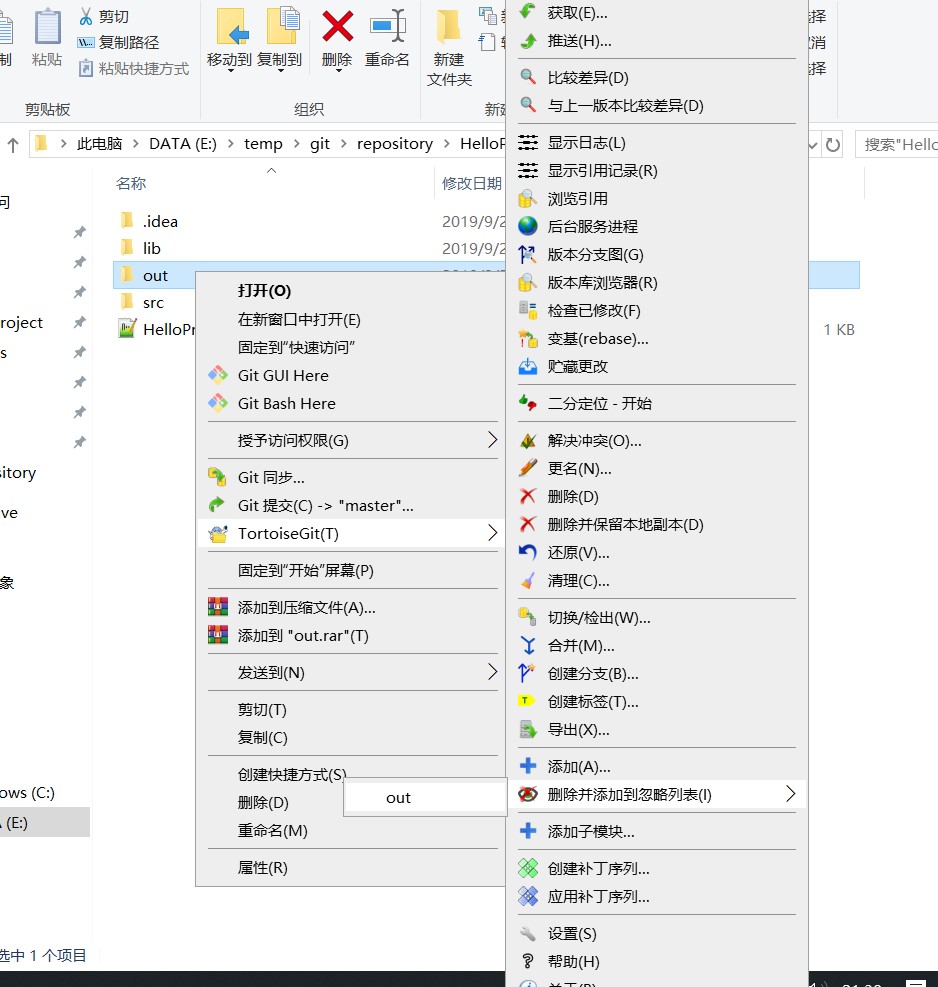 剪切
复制路径
粘贴快捷方式
制
粘贴
剪贴板
移动到
复制到
删除
重命名
组织
新建
文件夹
新建
此电脑 > DATA (E:) > temp > git > repository > HelloP
搜索"Hello
名称
修改日期
.idea
2019/9/2
lib
2019/9/2
out
src
HelloPr
1 KB
问
roject
s
sitory
ve
象
ows (C:)
(E:)
选中 1 个项目
打开(O)
在新窗口中打开(E)
固定到"快速访问"
Git GUI Here
Git Bash Here
授予访问权限(G)
Git 同步...
Git 提交(C) -> "master"...
TortoiseGit(T)
固定到"开始"屏幕(P)
添加到压缩文件(A)...
添加到 "out.rar"(T)
发送到(N)
剪切(T)
复制(C)
创建快捷方式(S)
删除(D)
重命名(M)
属性(R)
out
获取(E)...
推送(H)...
比较差异(D)
与上一版本比较差异(D)
显示日志(L)
显示引用记录(R)
浏览引用
后台服务进程
版本分支图(G)
版本库浏览器(R)
检查已修改(F)
变基(rebase)...
贮藏更改
二分定位 - 开始
解决冲突(O)...
更名(N)...
删除(D)
删除并保留本地副本(D)
还原(V)...
清理(C)...
切换/检出(W)...
合并(M)...
创建分支(B)...
创建标签(T)...
导出(X)...
添加(A)...
删除并添加到忽略列表(I)
添加子模块...
创建补丁序列...
应用补丁序列...
设置(S)
帮助(H)
择
消
择